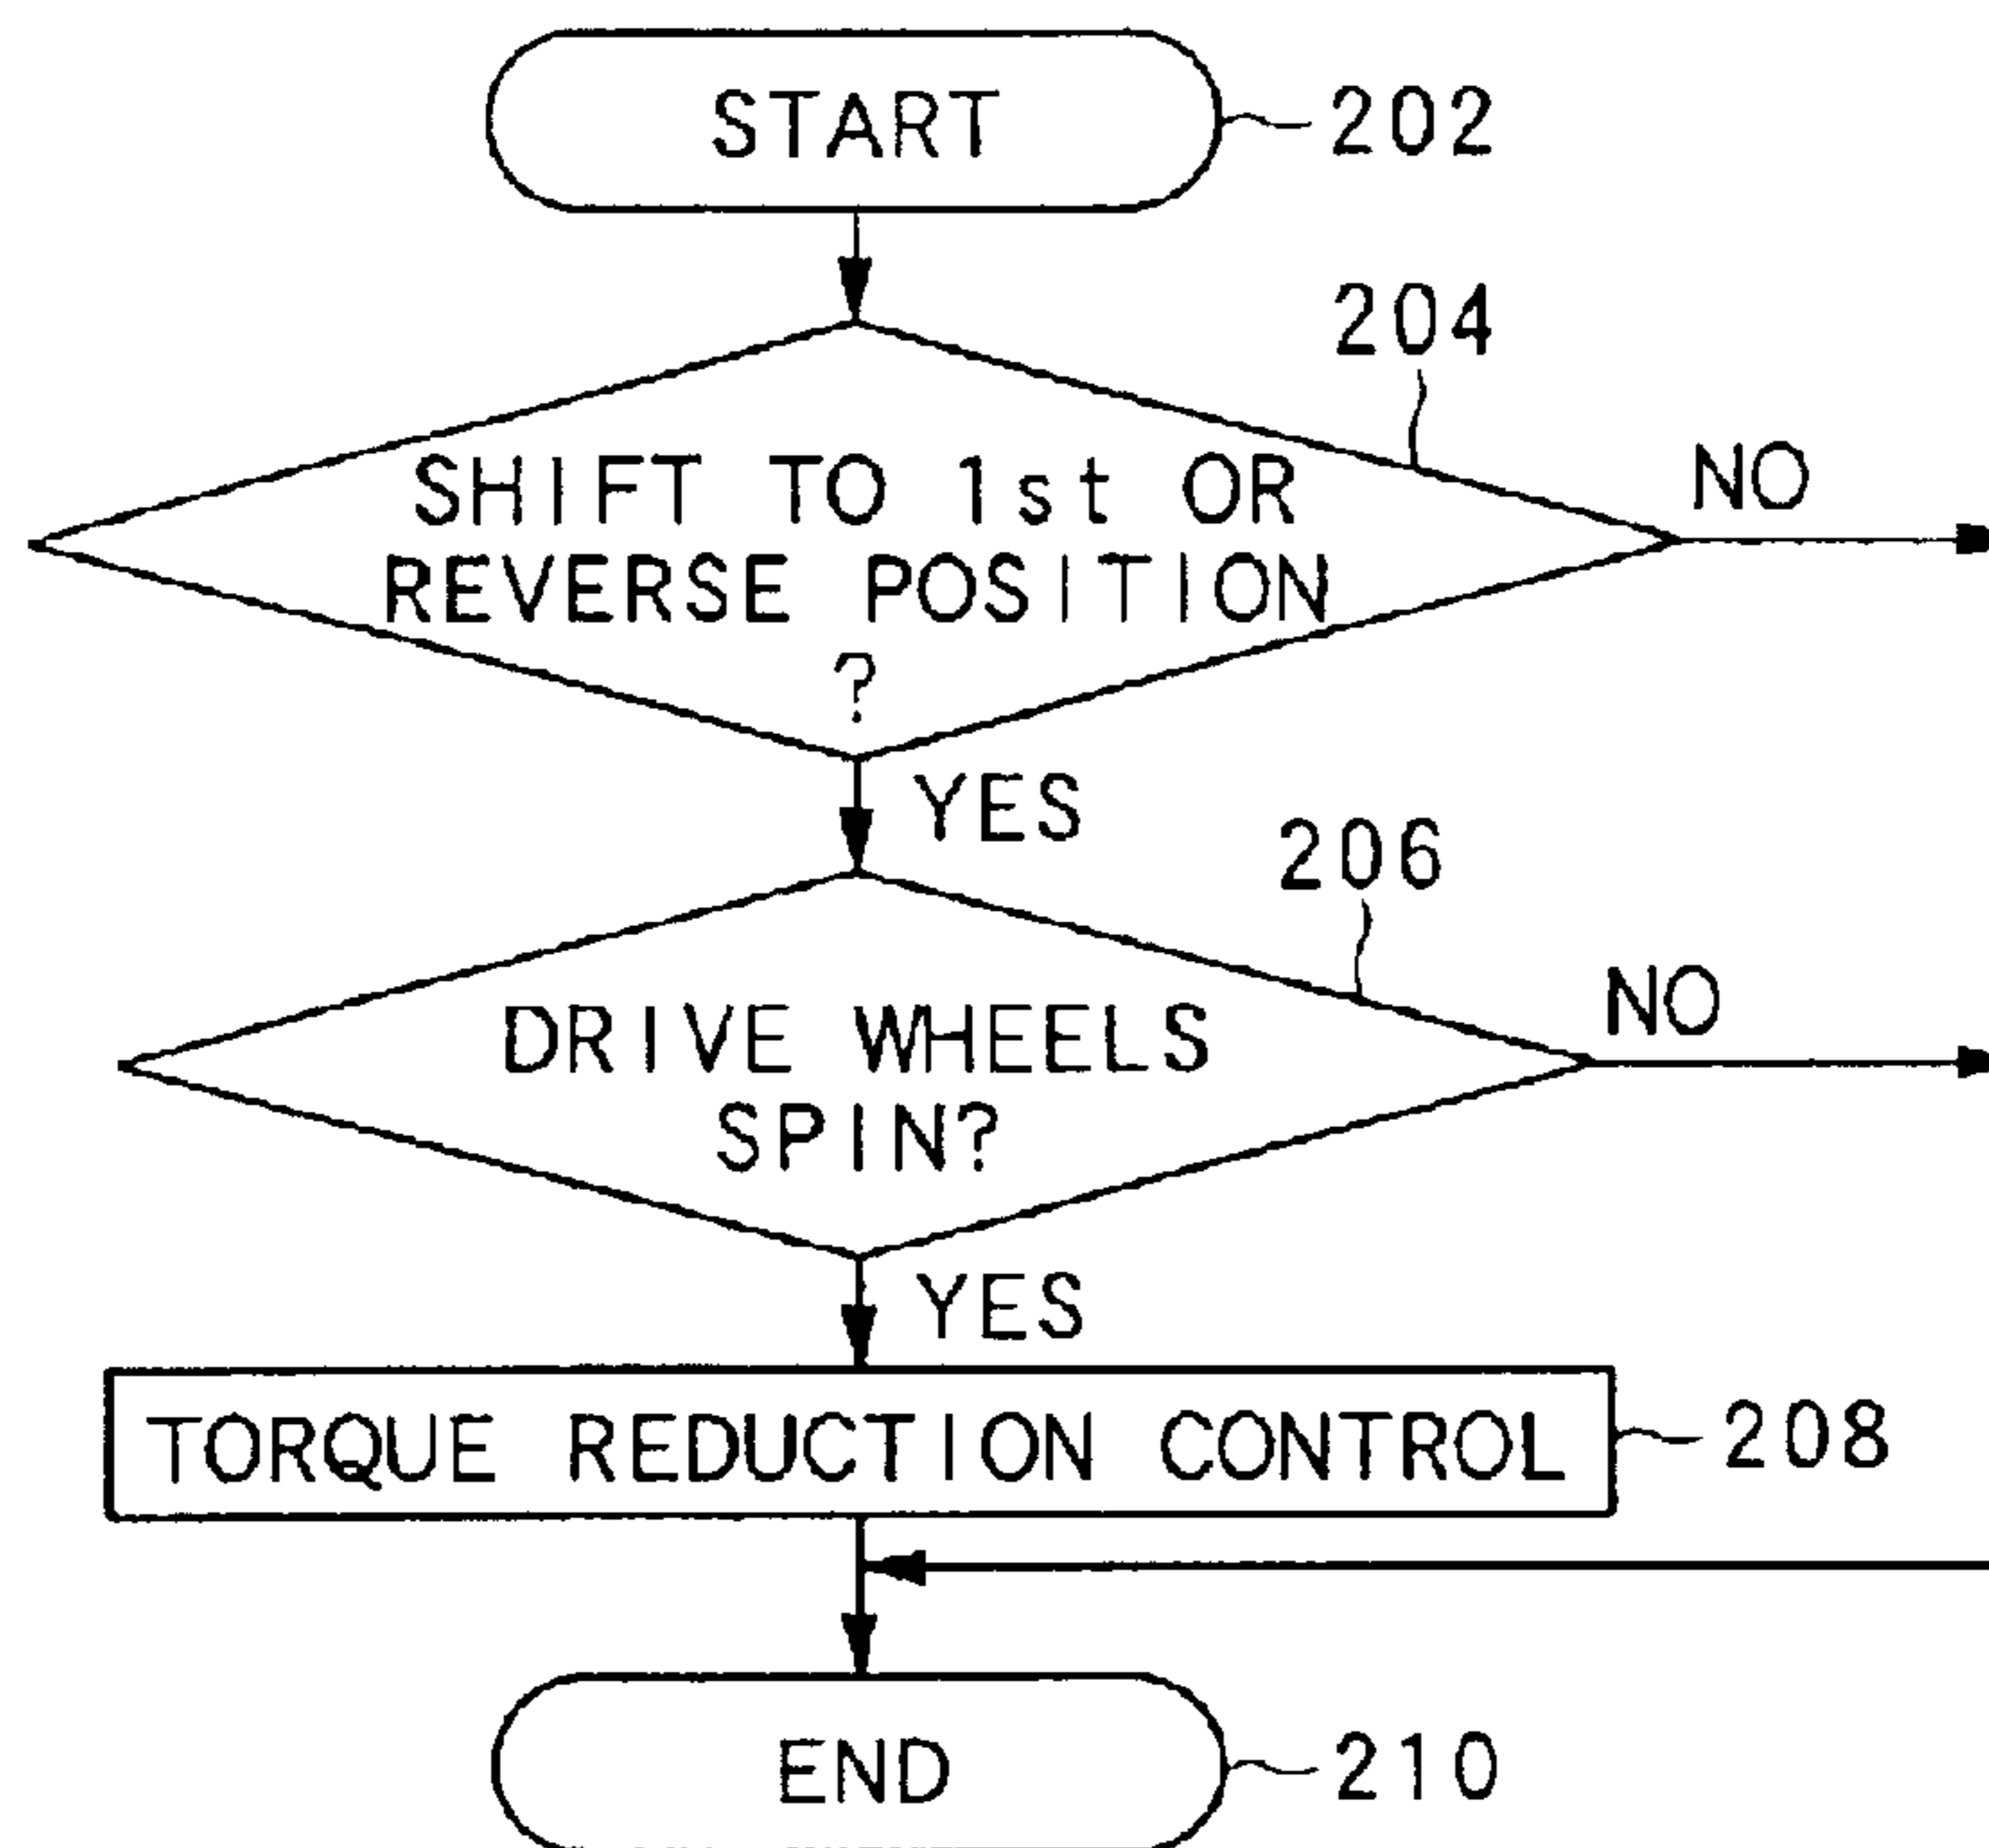 START
202
204
SHIFT TO 1st OR
REVERSE POSITION
?
NO
YES
206
DRIVE WHEELS
SPIN?
NO
YES
TORQUE REDUCTION CONTROL
208
END
210